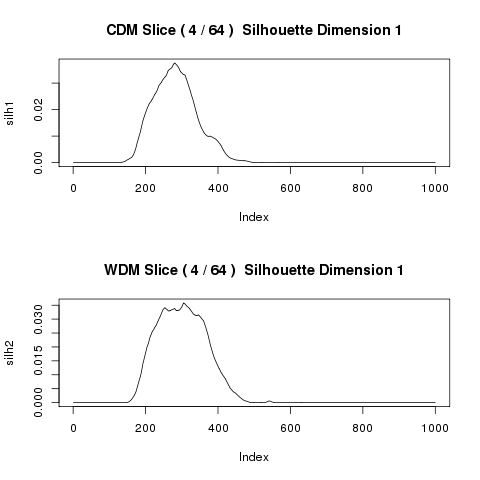 CDM Slice ( 4 / 64 )  Silhouette Dimension 1
silh1
0.02
0.00
0 200 400 600 800 1000
Index
WDM Slice ( 4 / 64 )  Silhouette Dimension 1
silh2
0.030
0.015
0.000
0 200 400 600 800 1000
Index